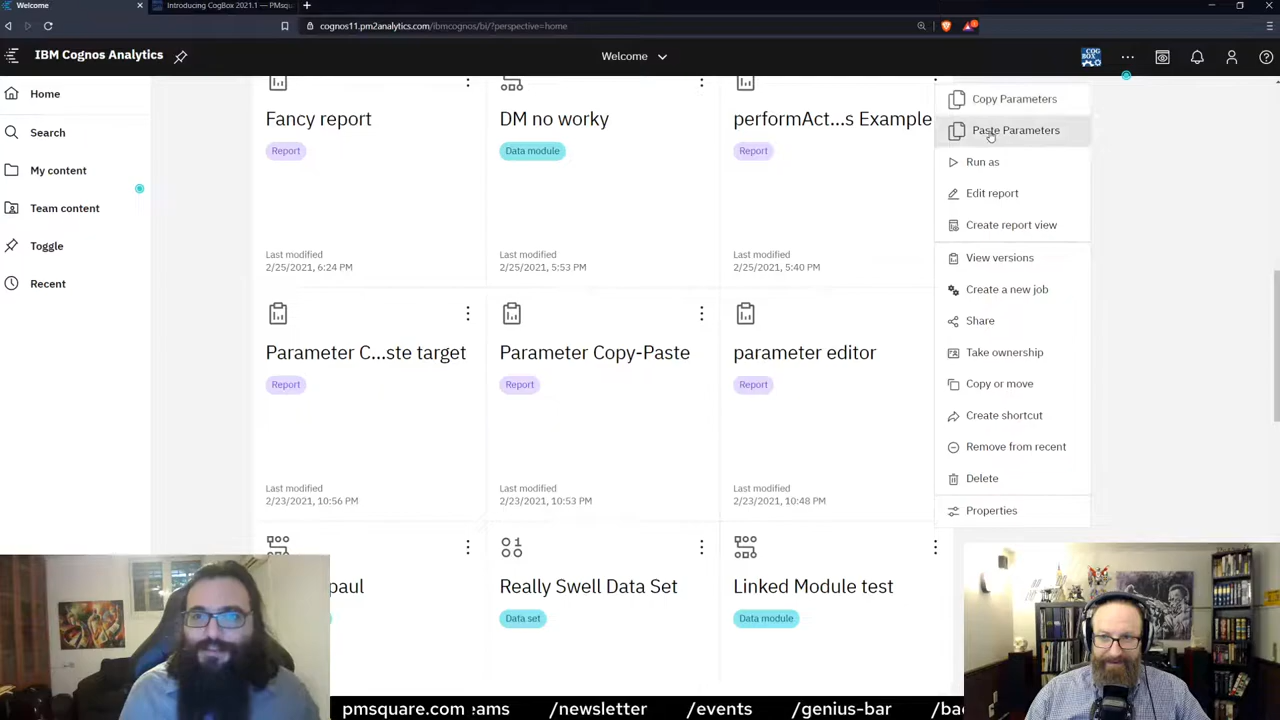 Welcome
Introducing CogBox 2021.1 — PMsqua
cognos11.pm2analytics.com/ibmcognos/bi/?perspective=home
IBM Cognos Analytics
Welcome
COG
BOX
Home
Search
My content
Team content
Toggle
Recent
Fancy report
Report
Last modified
2/25/2021, 6:24 PM
DM no worky
Data module
Last modified
2/25/2021, 5:53 PM
performAct...s Example
Report
Last modified
2/25/2021, 5:40 PM
Parameter C...ste target
Report
Last modified
2/23/2021, 10:56 PM
Parameter Copy-Paste
Report
Last modified
2/23/2021, 10:53 PM
parameter editor
Report
Last modified
2/23/2021, 10:48 PM
paul
Really Swell Data Set
Data set
Linked Module test
Data module
Copy Parameters
Paste Parameters
Run as
Edit report
Create report view
View versions
Create a new job
Share
Take ownership
Copy or move
Create shortcut
Remove from recent
Delete
Properties
pmsquare.com eams /newsletter /events /genius-bar /ba